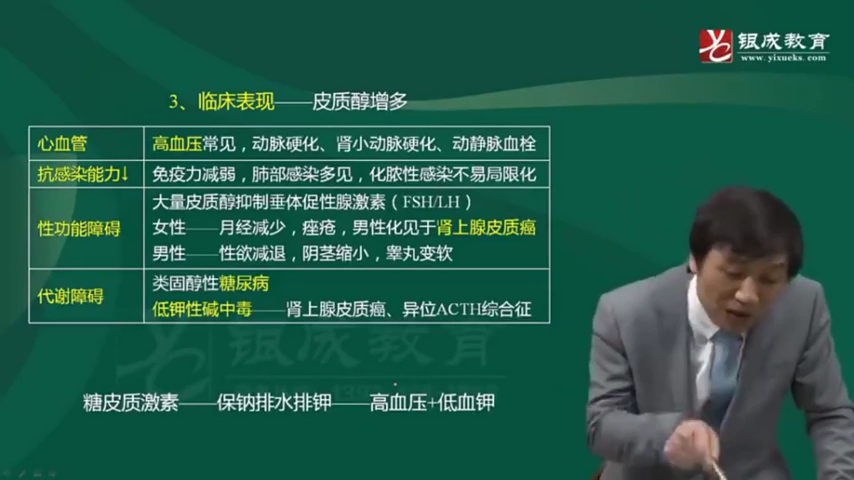 银成教育
www.yixueks.com
3、临床表现——皮质醇增多
心血管
高血压常见，动脉硬化、肾小动脉硬化、动静脉血栓
抗感染能力↓
免疫力减弱，肺部感染多见，化脓性感染不易局限化
性功能障碍
大量皮质醇抑制垂体促性腺激素（FSH/LH）
女性——月经减少，痤疮，男性化见于肾上腺皮质癌
男性——性欲减退，阴茎缩小，睾丸变软
代谢障碍
类固醇性糖尿病
低钾性碱中毒——肾上腺皮质癌、异位ACTH综合征
银成教育
糖皮质激素——保钠排水排钾——高血压+低血钾